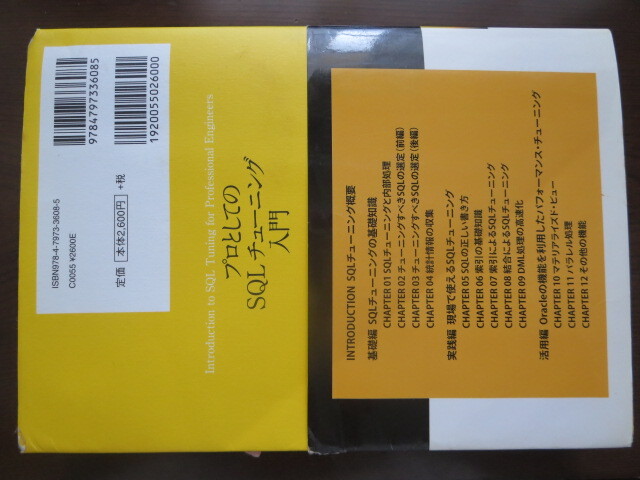 9784797336085
1920055026000
ISBN978-4-7973-3608-5
C0055 ¥2600E
定価 本体2,600円 +税
Introduction to SQL Tuning for Professional Engineers
プロとしての
SQL チューニング
入門
INTRODUCTION SQLチューニング概要
基礎編 SQLチューニングの基礎知識
CHAPTER 01 SQLチューニングと内部処理
CHAPTER 02 チューニングすべきSQLの選定(前編)
CHAPTER 03 チューニングすべきSQLの選定(後編)
CHAPTER 04 統計情報の収集
実践編 現場で使えるSQLチューニング
CHAPTER 05 SQLの正しい書き方
CHAPTER 06 索引の基礎知識
CHAPTER 07 索引によるSQLチューニング
CHAPTER 08 結合によるSQLチューニング
CHAPTER 09 DML処理の高速化
活用編 Oracleの機能を利用したパフォーマンス・チューニング
CHAPTER 10 マテリアライズド・ビュー
CHAPTER 11 パラレル処理
CHAPTER 12 その他の機能